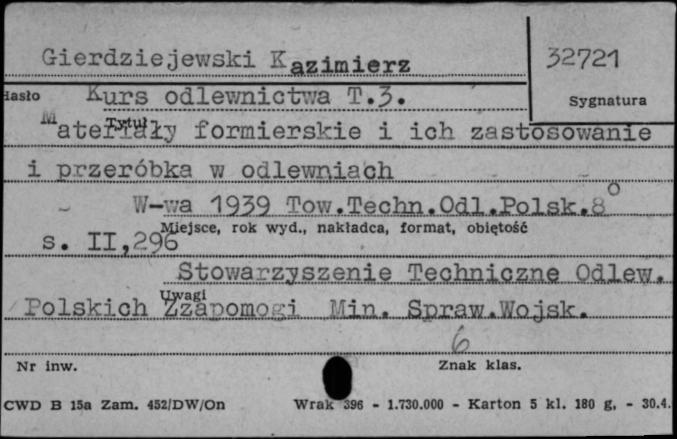 Gierdziejewski Kazimierz
32721
Hasło Kurs odlewnictwa T.3.
Sygnatura
Tytuł
Materiały formierskie i ich zastosowanie
i przeróbka w odlewniach
W-wa 1939 Tow.Techn.Odl.Polsk.8°
Miejsce, rok wyd., nakładca, format, objętość
s. II,296
Stowarzyszenie Techniczne Odlew.
Uwagi
Polskich Zzapomogi Min. Spraw.Wojsk.
6
Nr inw.
Znak klas.
CWD B 15a Zam. 452/DW/On Wrak 396 - 1.730.000 - Karton 5 kl. 180 g. - 30.4.